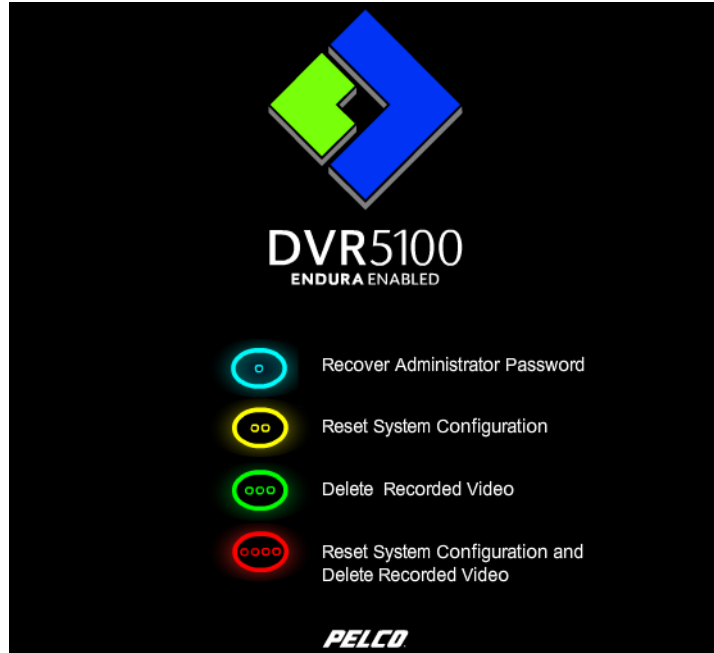 DVR5100
ENDURA ENABLED
Recover Administrator Password
Reset System Configuration
Delete Recorded Video
Reset System Configuration and
Delete Recorded Video
PELCO